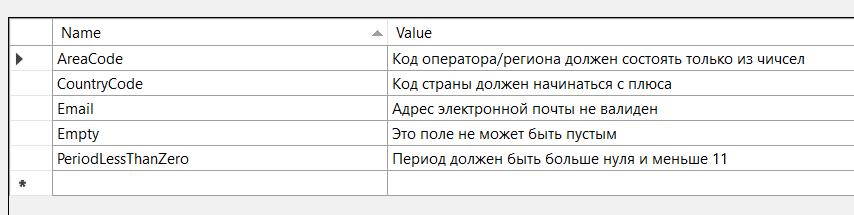 Name Value
AreaCode Код оператора/региона должен состоять только из чичсел
CountryCode Код страны должен начинаться с плюса
Email Адрес электронной почты не валиден
Empty Это поле не может быть пустым
PeriodLessThanZero Период должен быть больше нуля и меньше 11